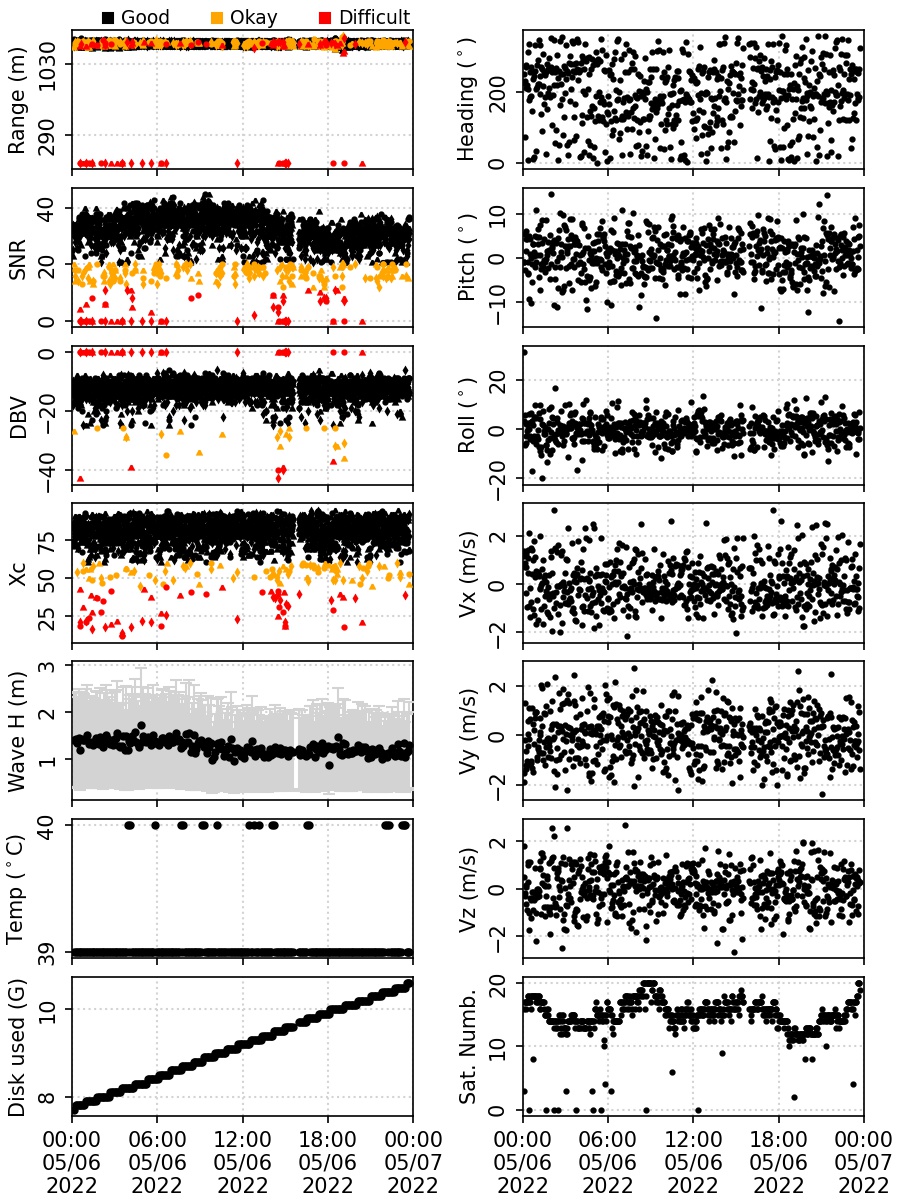 Good Okay Difficult
Range (m)
1030
290
Heading (°)
200
0
SNR
40
20
0
Pitch (°)
10
0
−10
DBV
0
−20
−40
Roll (°)
20
0
−20
Xc
75
50
25
Vx (m/s)
2
0
−2
Wave H (m)
3
2
1
Vy (m/s)
2
0
−2
Temp (°C)
40
39
Vz (m/s)
2
0
−2
Disk used (G)
10
8
Sat. Numb.
20
10
0
00:00 06:00 12:00 18:00 00:00
05/06 05/06 05/06 05/06 05/07
2022 2022 2022 2022 2022
00:00 06:00 12:00 18:00 00:00
05/06 05/06 05/06 05/06 05/07
2022 2022 2022 2022 2022